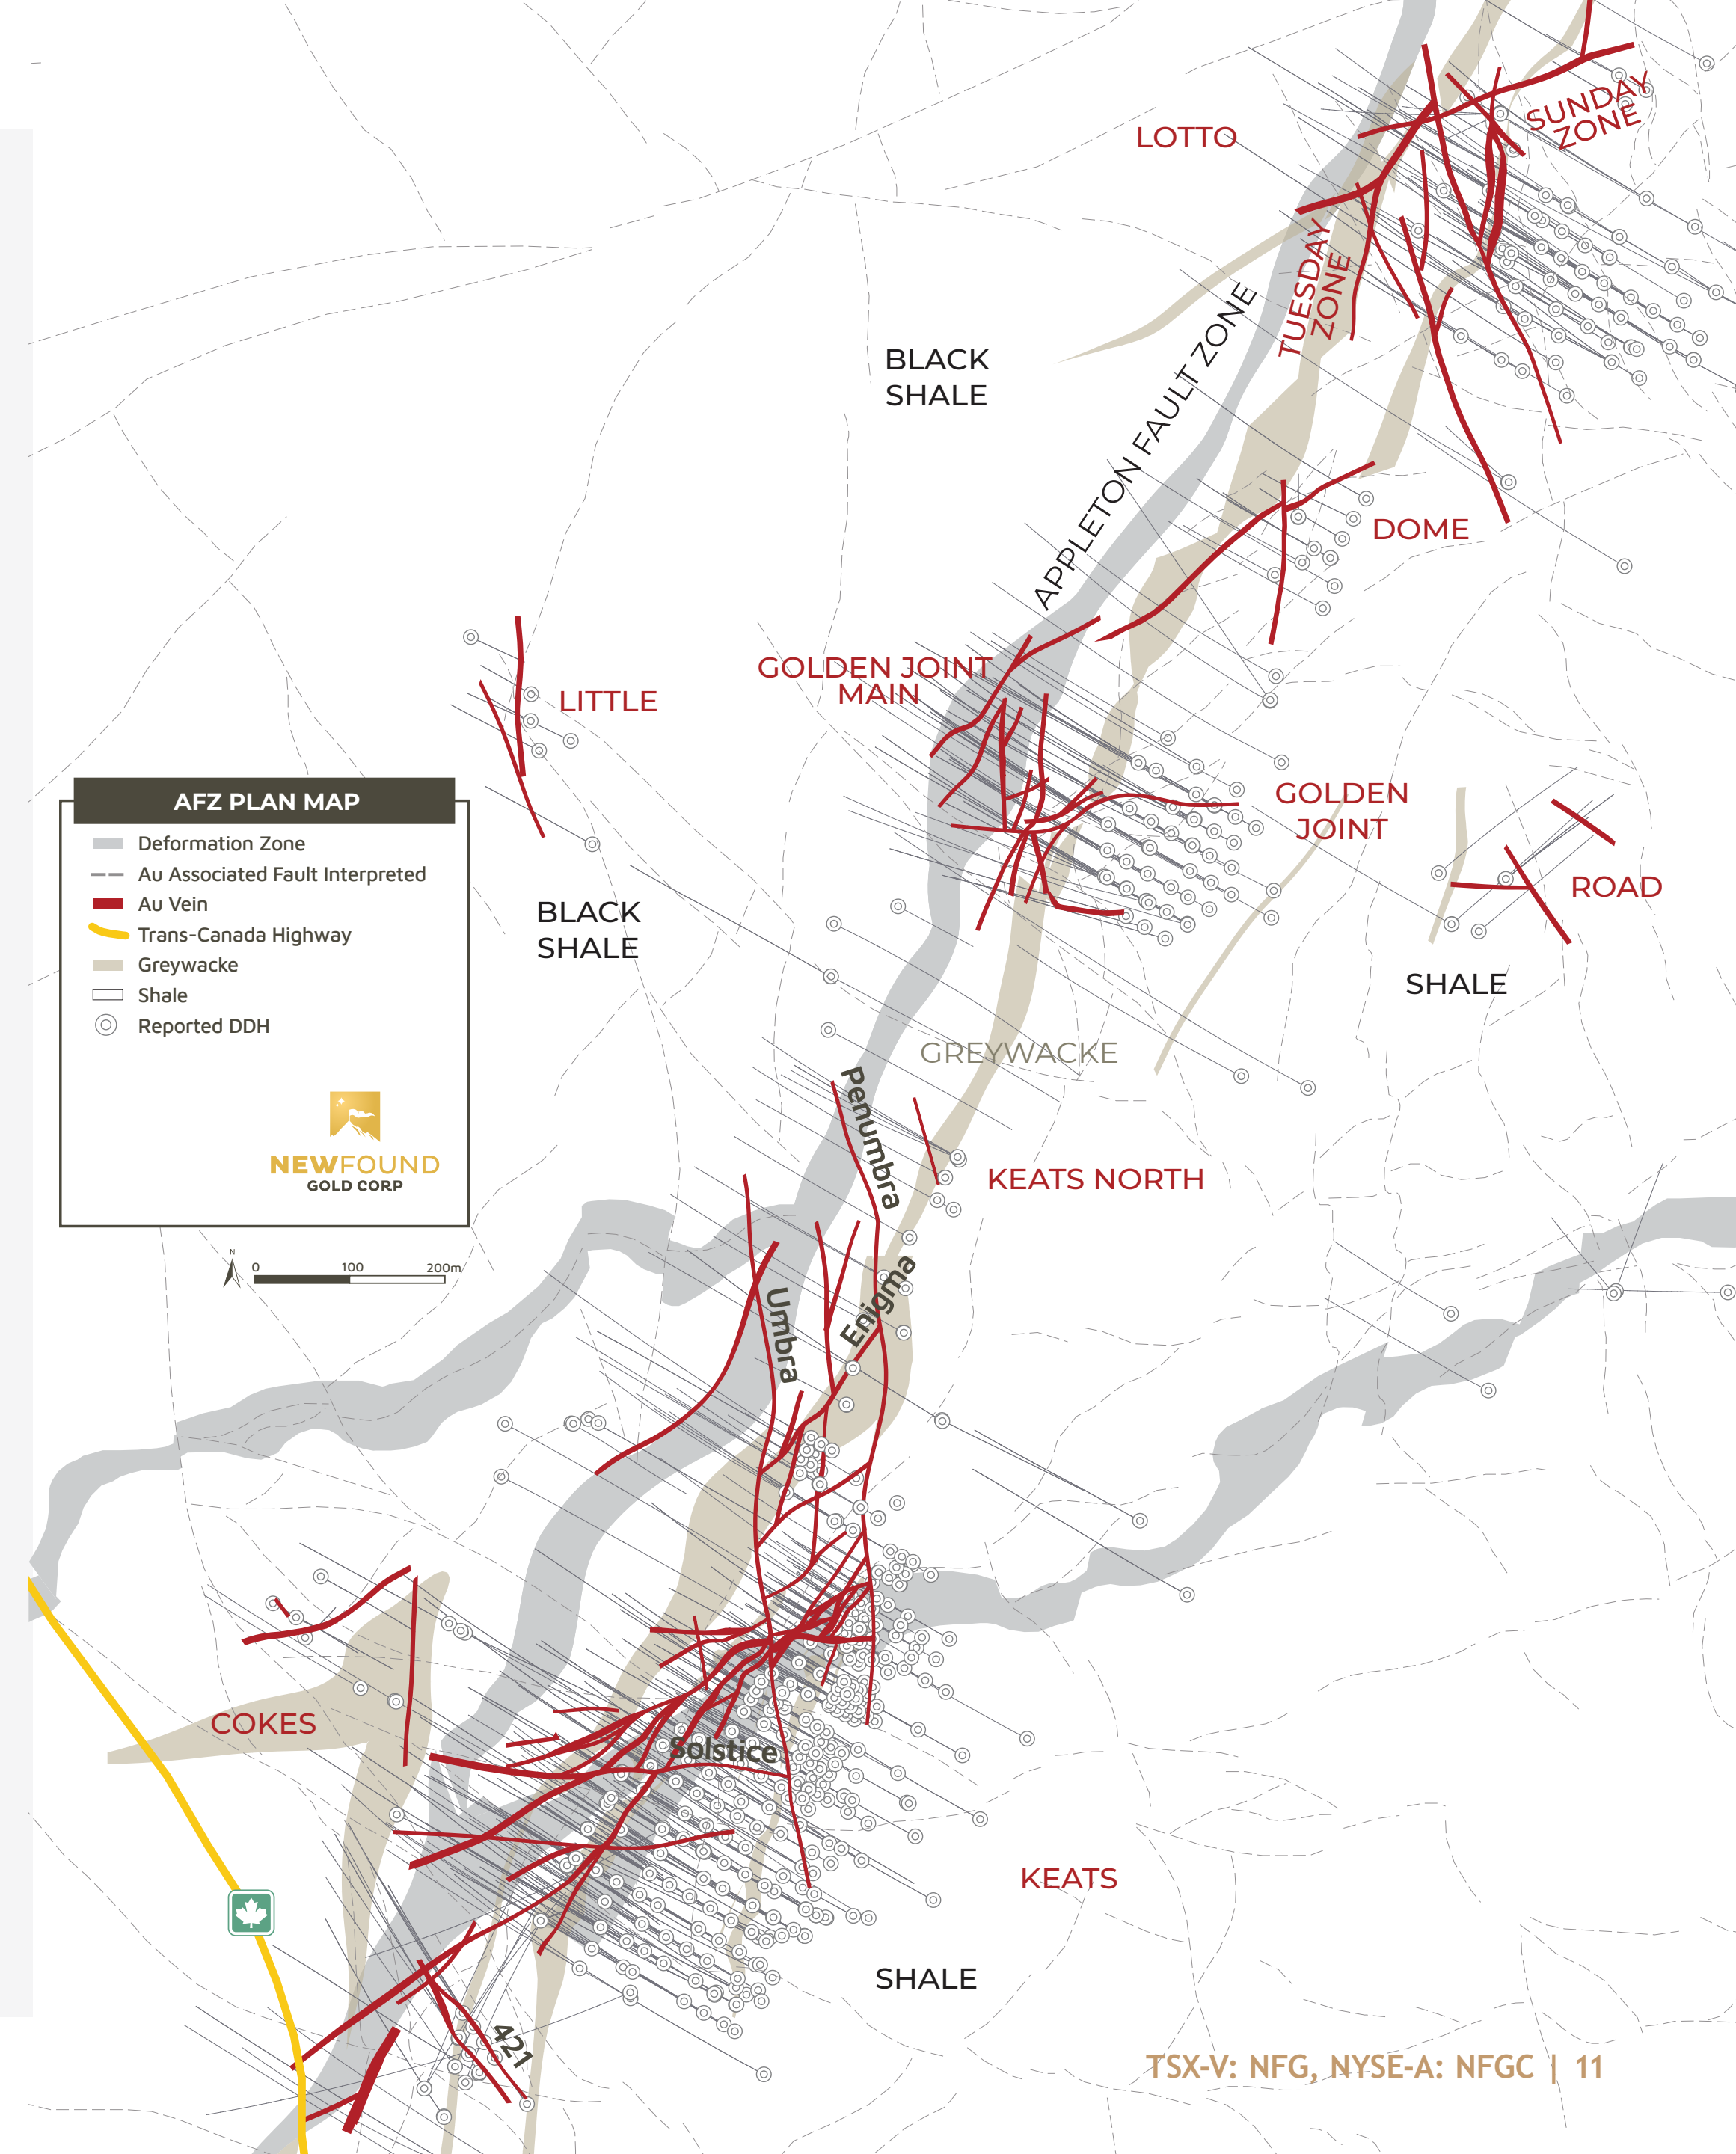 LOTTO
SUNDAY
ZONE
TUESDAY
ZONE
APPLETON FAULT ZONE
BLACK
SHALE
DOME
GOLDEN JOINT
MAIN
LITTLE
GOLDEN
JOINT
ROAD
BLACK
SHALE
SHALE
AFZ PLAN MAP
Deformation Zone
Au Associated Fault Interpreted
Au Vein
Trans-Canada Highway
Greywacke
Shale
Reported DDH
NEWFOUND
GOLD CORP
N
0 100 200m
GREYWACKE
Penumbra
KEATS NORTH
Enigma
Umbra
COKES
Solstice
KEATS
SHALE
421
TSX-V: NFG, NYSE-A: NFGC | 11